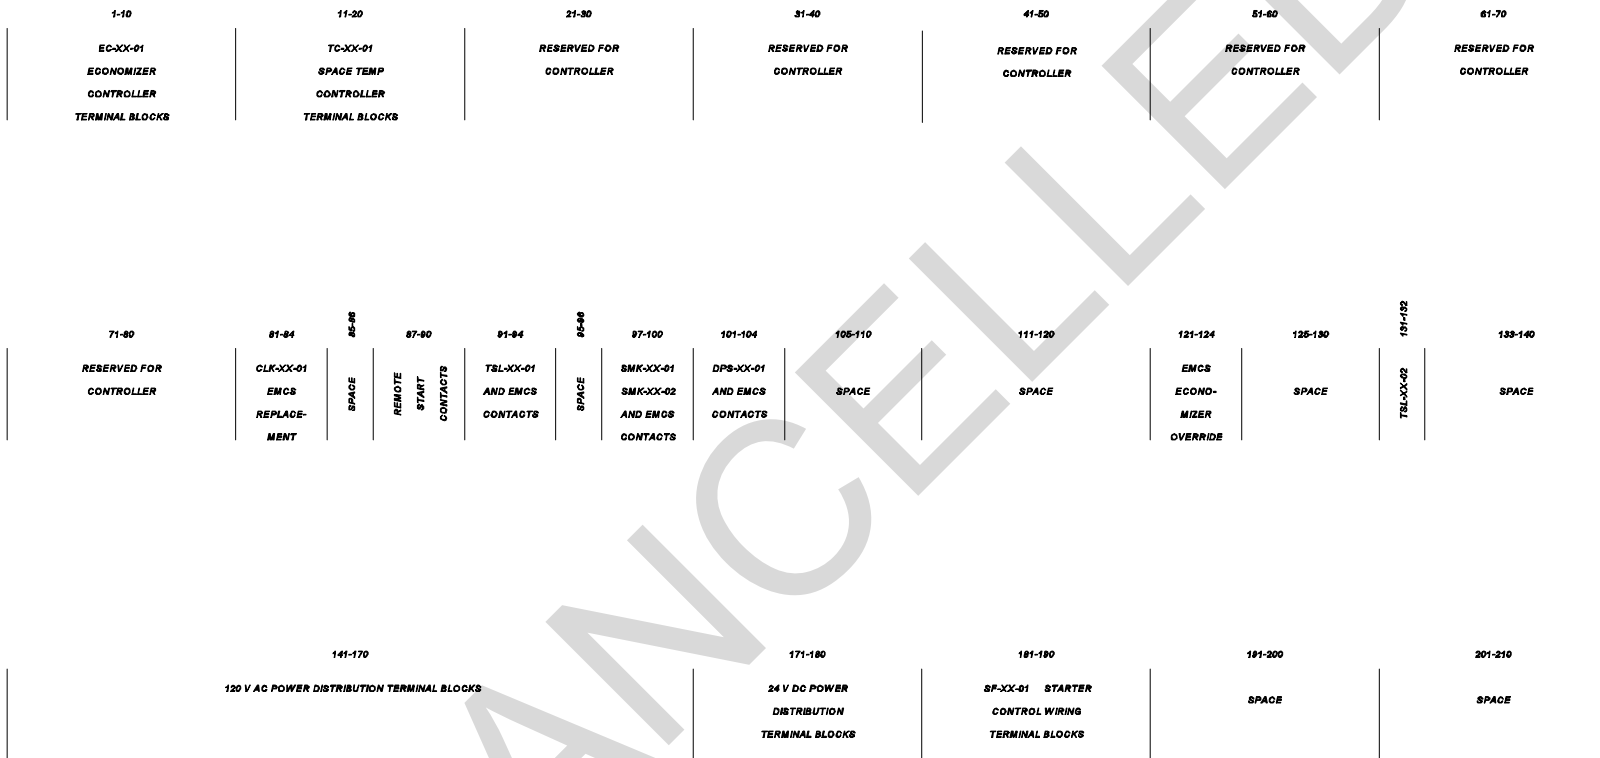 1-10 11-20 21-30 31-40 41-50 51-60 61-70
EC-XX-01
ECONOMIZER
CONTROLLER
TERMINAL BLOCKS
TC-XX-01
SPACE TEMP
CONTROLLER
TERMINAL BLOCKS
RESERVED FOR
CONTROLLER
RESERVED FOR
CONTROLLER
RESERVED FOR
CONTROLLER
RESERVED FOR
CONTROLLER
RESERVED FOR
CONTROLLER
71-80 81-84 85-86 87-90 91-94 95-96 97-100 101-104 105-110 111-120 121-124 125-130 131-132 133-140
RESERVED FOR
CONTROLLER
CLK-XX-01
EMCS
REPLACE-
MENT
SPACE
REMOTE
START
CONTACTS
TSL-XX-01
AND EMCS
CONTACTS
SPACE
SMK-XX-01
SMK-XX-02
AND EMCS
CONTACTS
DPS-XX-01
AND EMCS
CONTACTS
SPACE
SPACE
EMCS
ECONO-
MIZER
OVERRIDE
SPACE
TSL-XX-02
SPACE
141-170 171-180 181-190 191-200 201-210
120 V AC POWER DISTRIBUTION TERMINAL BLOCKS
24 V DC POWER
DISTRIBUTION
TERMINAL BLOCKS
SF-XX-01 STARTER
CONTROL WIRING
TERMINAL BLOCKS
SPACE
SPACE
ANCELLED